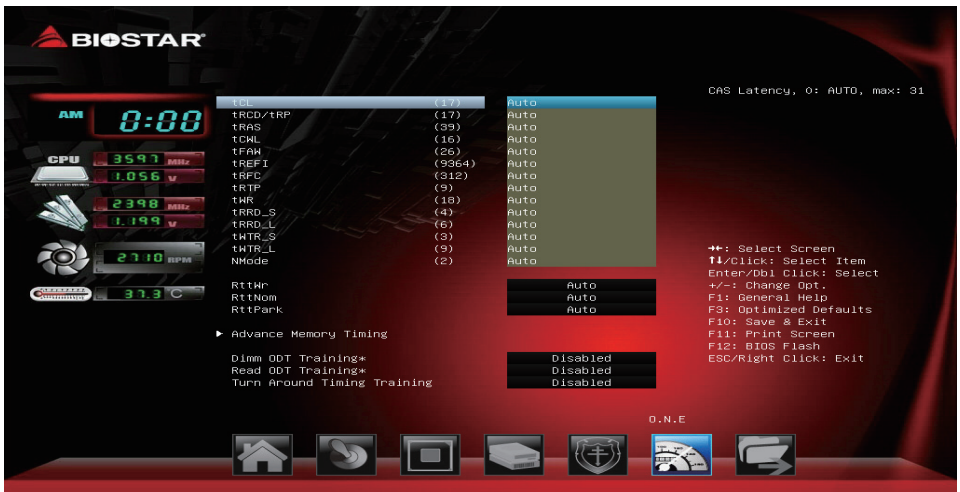 BIOSTAR
CAS Latency, 0: AUTO, max: 31
AM 0:00
CPU 3597 MHz
1.056 V
2398 MHz
1.199 V
2710 RPM
37.3 C
tCL (17) Auto
tRCD/tRP (17) Auto
tRAS (39) Auto
tCWL (16) Auto
tFAW (26) Auto
tREFI (9364) Auto
tRFC (312) Auto
tRTP (9) Auto
tWR (18) Auto
tRRD_S (4) Auto
tRRD_L (6) Auto
tWTR_S (3) Auto
tWTR_L (9) Auto
NMode (2) Auto
RttWr Auto
RttNom Auto
RttPark Auto
Advance Memory Timing
Dimm ODT Training* Disabled
Read ODT Training* Disabled
Turn Around Timing Training Disabled
→←: Select Screen
↑↓/Click: Select Item
Enter/Dbl Click: Select
+/-: Change Opt.
F1: General Help
F3: Optimized Defaults
F10: Save & Exit
F11: Print Screen
F12: BIOS Flash
ESC/Right Click: Exit
O.N.E